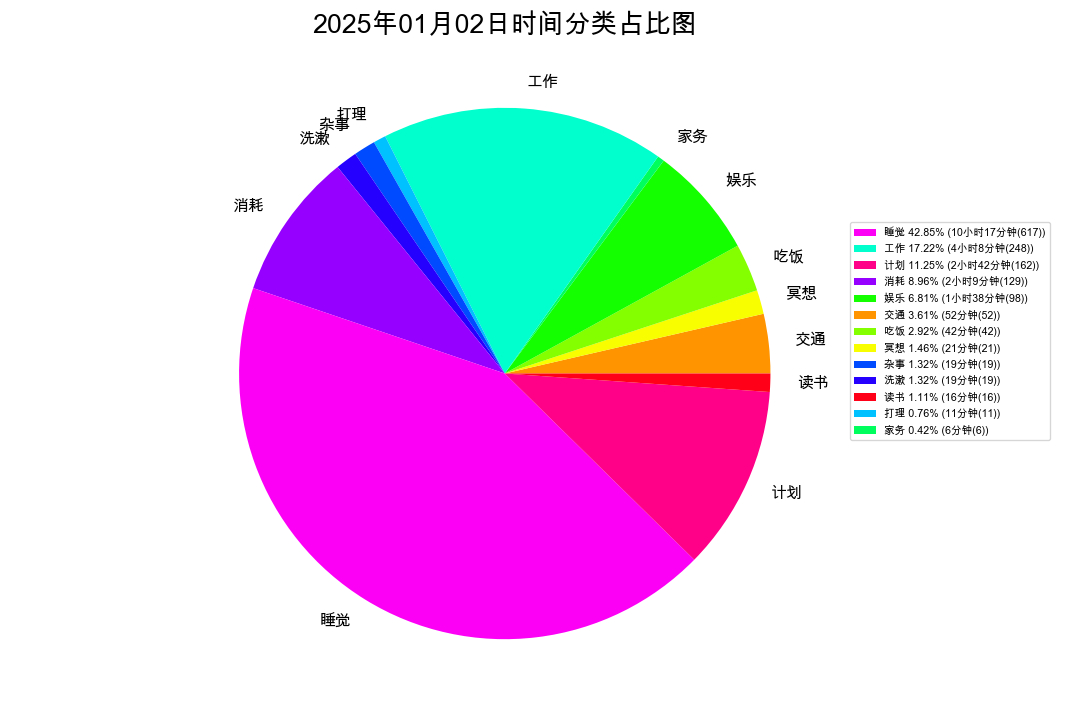 2025年01月02日时间分类占比图
工作
打理
杂事
洗漱
家务
娱乐
消耗
吃饭
冥想
交通
读书
计划
睡觉
睡觉 42.85% (10小时17分钟(617))
工作 17.22% (4小时8分钟(248))
计划 11.25% (2小时42分钟(162))
消耗 8.96% (2小时9分钟(129))
娱乐 6.81% (1小时38分钟(98))
交通 3.61% (52分钟(52))
吃饭 2.92% (42分钟(42))
冥想 1.46% (21分钟(21))
杂事 1.32% (19分钟(19))
洗漱 1.32% (19分钟(19))
读书 1.11% (16分钟(16))
打理 0.76% (11分钟(11))
家务 0.42% (6分钟(6))